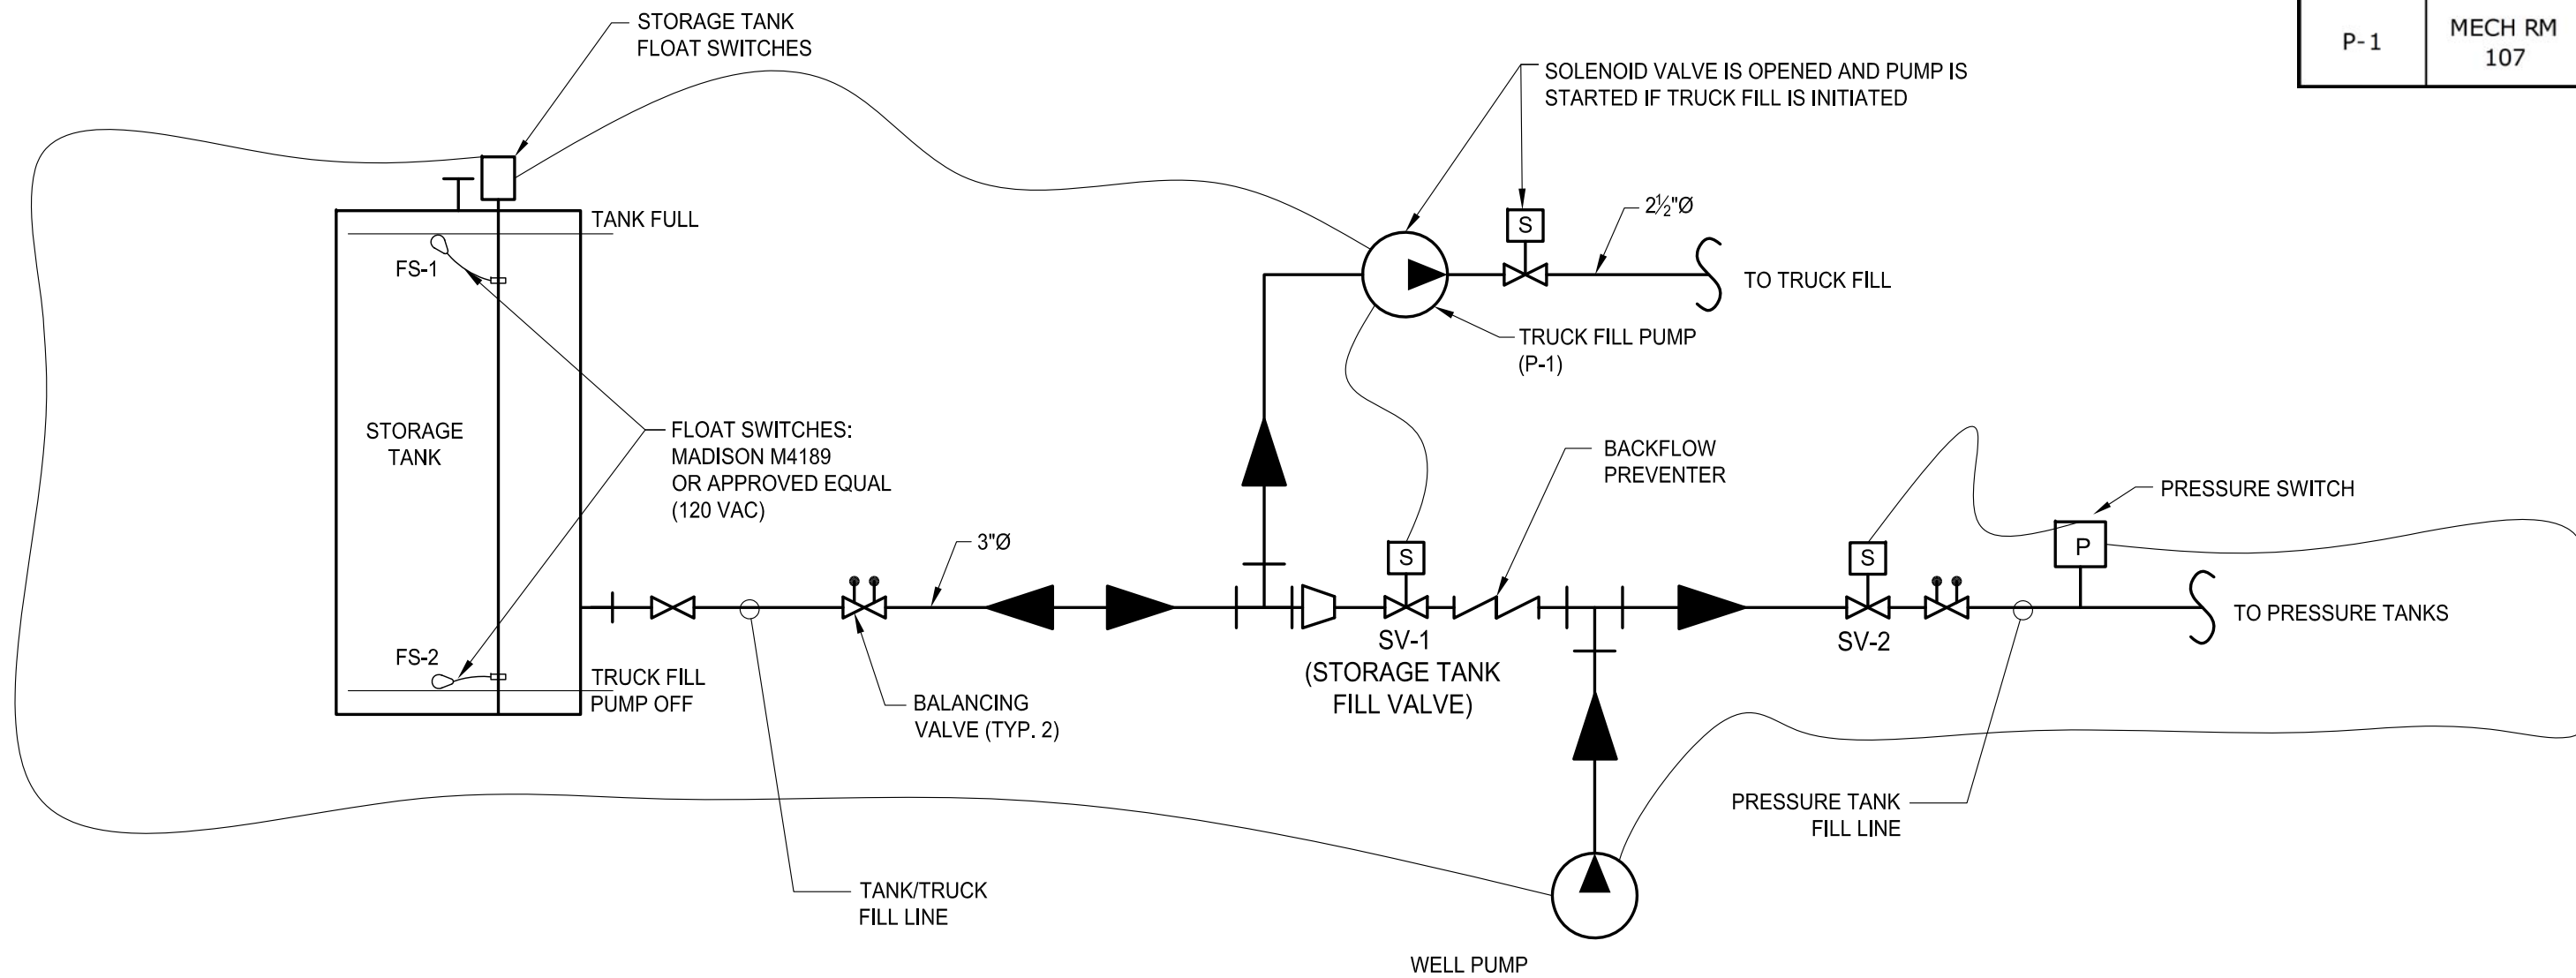 STORAGE TANK
FLOAT SWITCHES
P-1
MECH RM
107
SOLENOID VALVE IS OPENED AND PUMP IS
STARTED IF TRUCK FILL IS INITIATED
TANK FULL
FS-1
S
2½"Ø
TO TRUCK FILL
TRUCK FILL PUMP
(P-1)
STORAGE
TANK
FLOAT SWITCHES:
MADISON M4189
OR APPROVED EQUAL
(120 VAC)
BACKFLOW
PREVENTER
PRESSURE SWITCH
3"Ø
S
S
P
TO PRESSURE TANKS
SV-1
(STORAGE TANK
FILL VALVE)
SV-2
FS-2
TRUCK FILL
PUMP OFF
BALANCING
VALVE (TYP. 2)
PRESSURE TANK
FILL LINE
TANK/TRUCK
FILL LINE
WELL PUMP